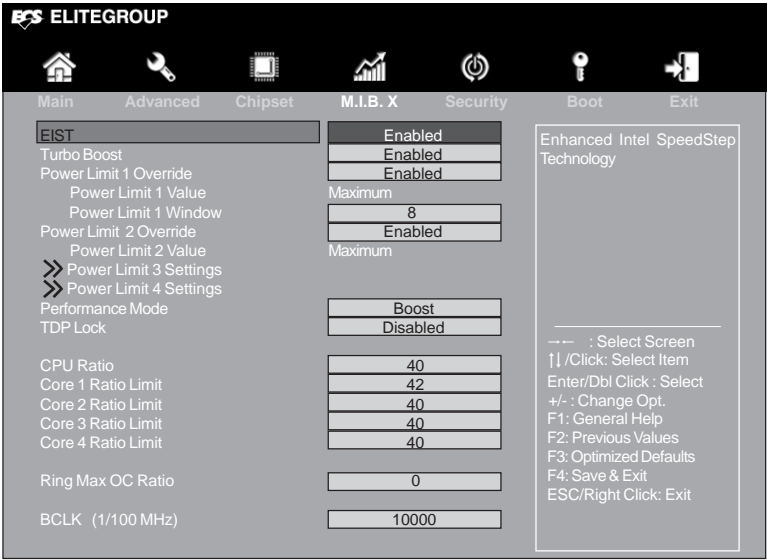 ECS ELITEGROUP
Main Advanced Chipset M.I.B. X Security Boot Exit
EIST Enabled
Turbo Boost Enabled
Power Limit 1 Override Enabled
Power Limit 1 Value Maximum
Power Limit 1 Window 8
Power Limit 2 Override Enabled
Power Limit 2 Value Maximum
Power Limit 3 Settings
Power Limit 4 Settings
Performance Mode Boost
TDP Lock Disabled
CPU Ratio 40
Core 1 Ratio Limit 42
Core 2 Ratio Limit 40
Core 3 Ratio Limit 40
Core 4 Ratio Limit 40
Ring Max OC Ratio 0
BCLK (1/100 MHz) 10000
Enhanced Intel SpeedStep
Technology
→← : Select Screen
↑↓/Click: Select Item
Enter/Dbl Click : Select
+/- : Change Opt.
F1: General Help
F2: Previous Values
F3: Optimized Defaults
F4: Save & Exit
ESC/Right Click: Exit